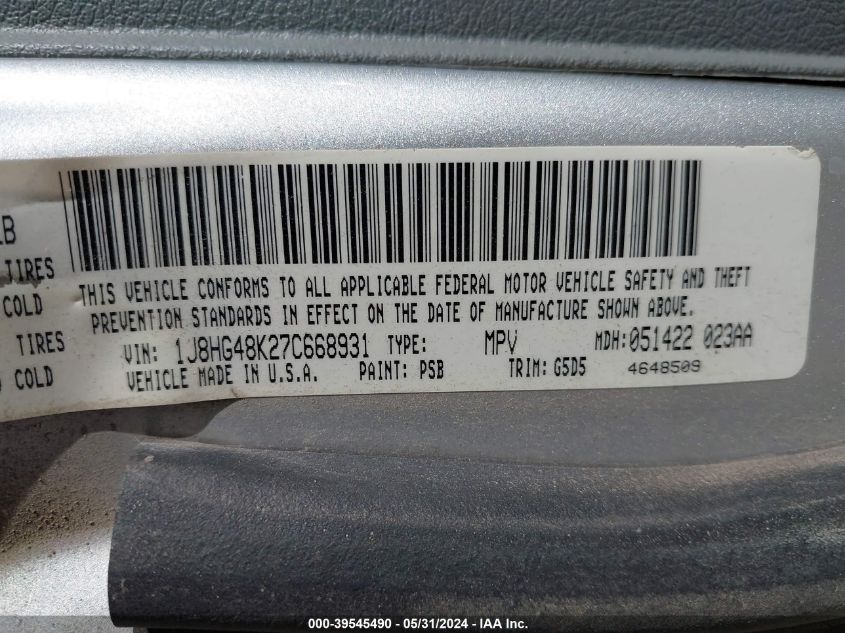 LB
TIRES
COLD
TIRES
COLD
THIS VEHICLE CONFORMS TO ALL APPLICABLE FEDERAL MOTOR VEHICLE SAFETY AND THEFT
PREVENTION STANDARDS IN EFFECT ON THE DATE OF MANUFACTURE SHOWN ABOVE.
VIN: 1J8HG48K27C668931 TYPE: MPV MDH:051422 023AA
VEHICLE MADE IN U.S.A. PAINT: PSB TRIM: G5D5 4648509
000-39545490 - 05/31/2024 - IAA Inc.